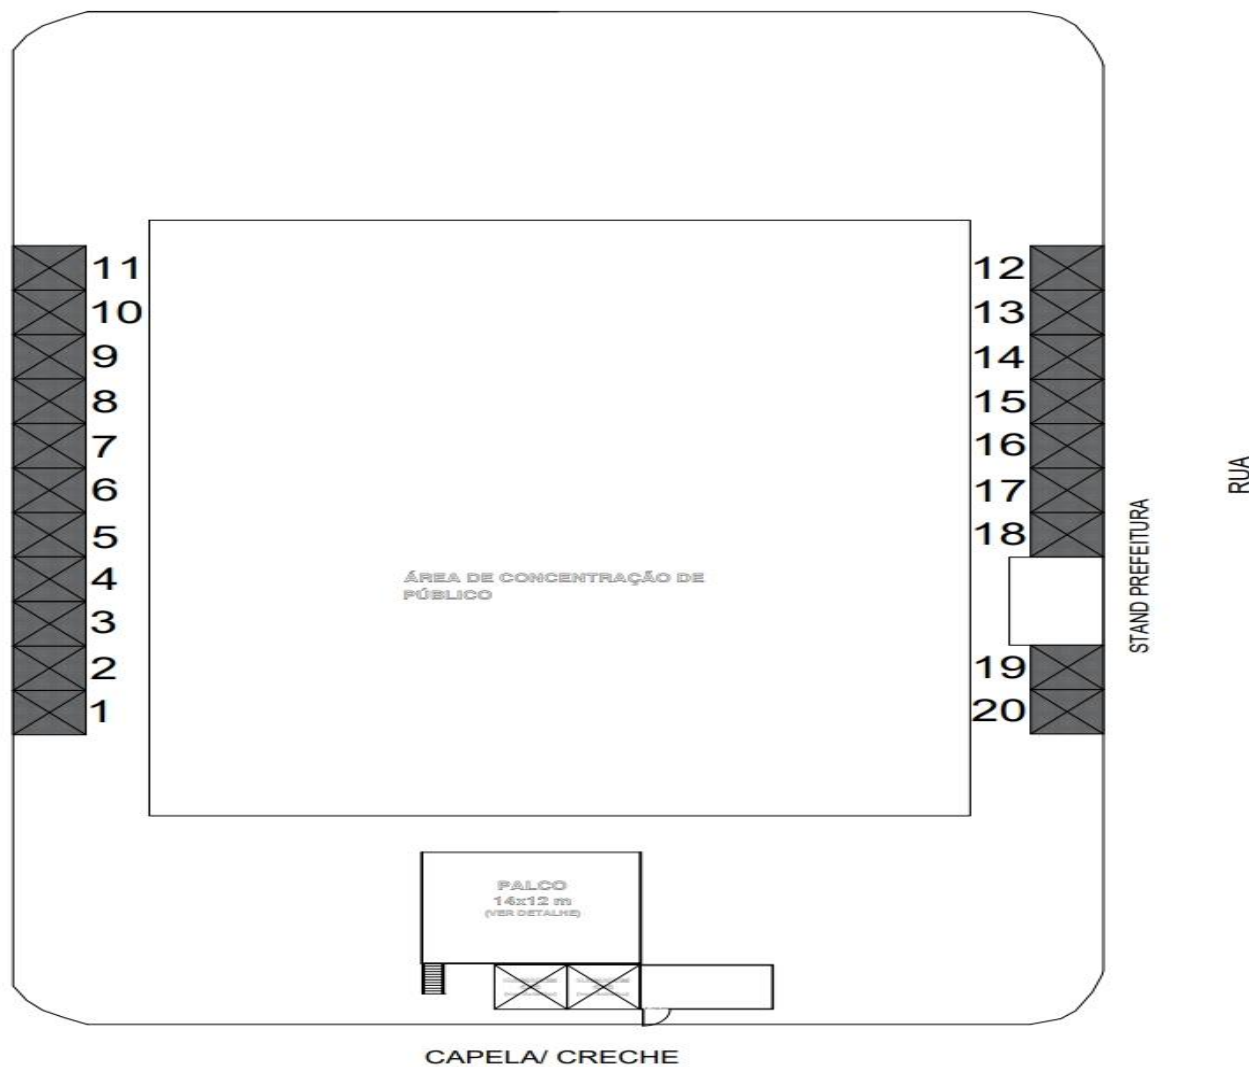 11
12
10
13
9
14
8
15
7
16
6
17
5
18
4
3
2
19
1
20
RUA
STAND PREFEITURA
ÁREA DE CONCENTRAÇÃO DE
PÚBLICO
PALCO
14x12 m
(VER DETALHE)
CAPELA/ CRECHE